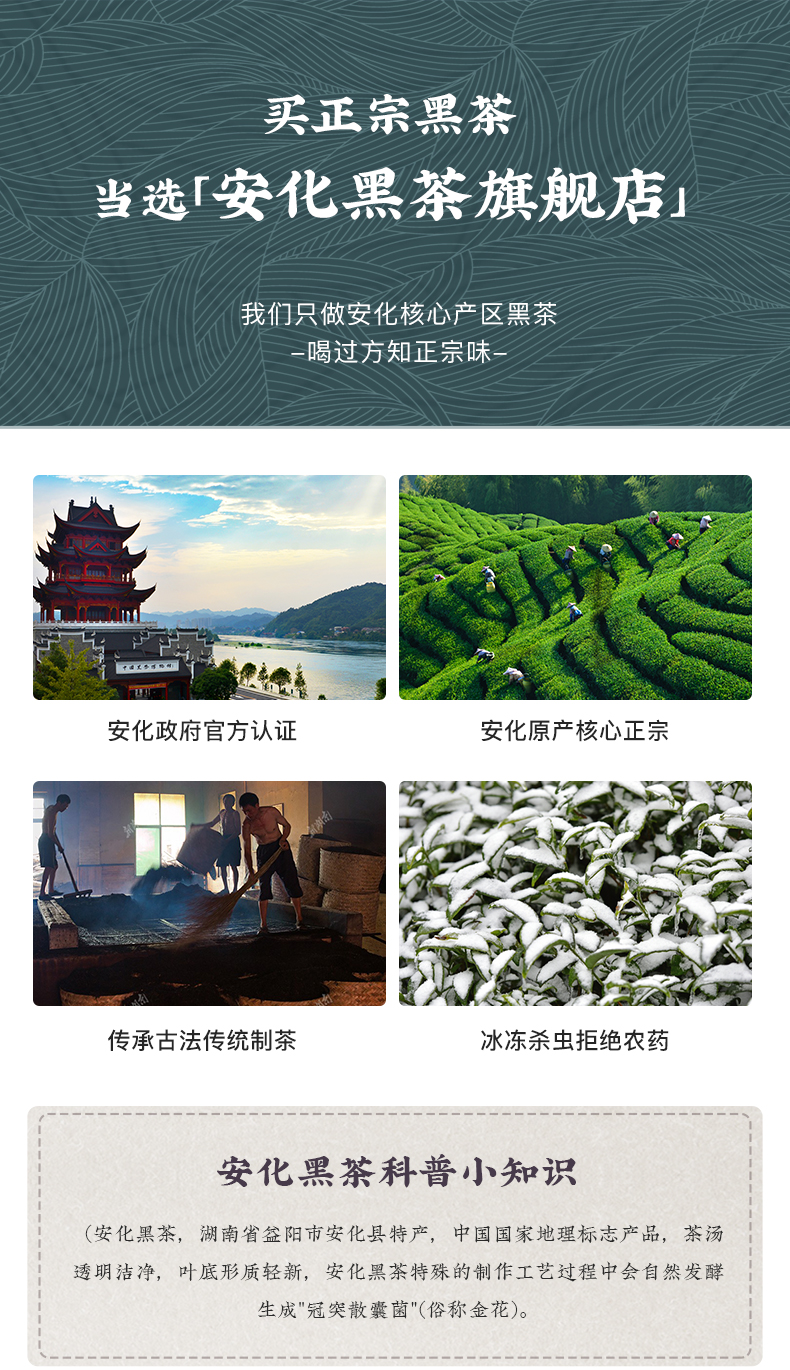 买正宗黑茶
当选「安化黑茶旗舰店」
我们只做安化核心产区黑茶
–喝过方知正宗味–
安化政府官方认证
安化原产核心正宗
传承古法传统制茶
冰冻杀虫拒绝农药
安化黑茶科普小知识
（安化黑茶，湖南省益阳市安化县特产，中国国家地理标志产品，茶汤
透明洁净，叶底形质轻新，安化黑茶特殊的制作工艺过程中会自然发酵
生成"冠突散囊菌"(俗称金花)。